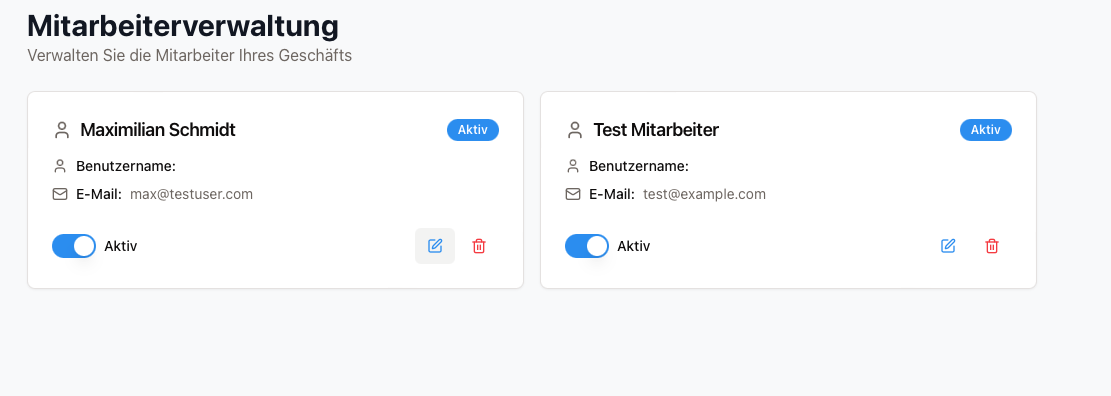 Mitarbeiterverwaltung
Verwalten Sie die Mitarbeiter Ihres Geschäfts
Maximilian Schmidt Aktiv
Benutzername:
E-Mail: max@testuser.com
Aktiv
Test Mitarbeiter Aktiv
Benutzername:
E-Mail: test@example.com
Aktiv